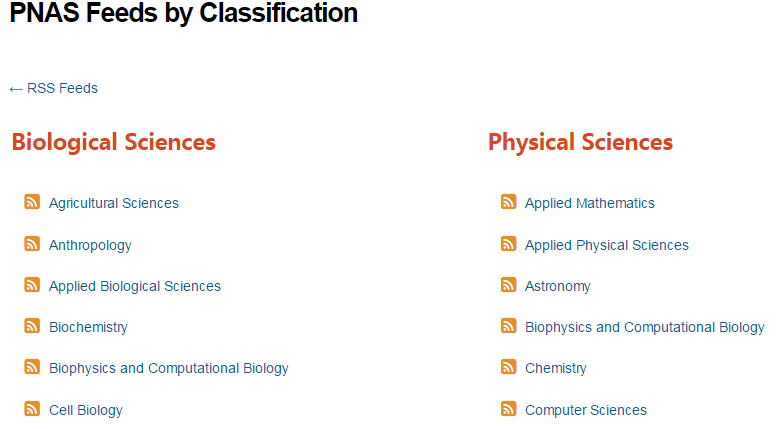 PNAS Feeds by Classification
← RSS Feeds
Biological Sciences
Agricultural Sciences
Anthropology
Applied Biological Sciences
Biochemistry
Biophysics and Computational Biology
Cell Biology
Physical Sciences
Applied Mathematics
Applied Physical Sciences
Astronomy
Biophysics and Computational Biology
Chemistry
Computer Sciences